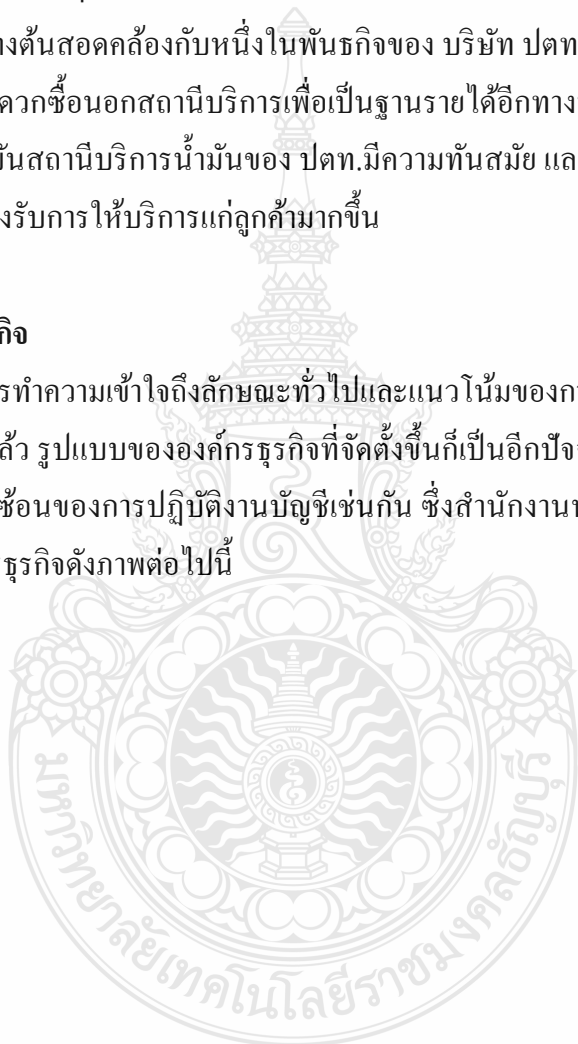 งต้นสอดคล้องกับหนึ่งในพันธกิจของ บริษัท ปตท
ดวกซื้อนอกสถานีบริการเพื่อเป็นฐานรายได้อีกทาง
มันสถานีบริการน้ำมันของ ปตท.มีความทันสมัย และ
งรับการให้บริการแก่ลูกค้ามากขึ้น
กิจ
รทำความเข้าใจถึงลักษณะทั่วไปและแนวโน้มของกา
ล้ว รูปแบบขององค์กรธุรกิจที่จัดตั้งขึ้นก็เป็นอีกปัจ
ซ้อนของการปฏิบัติงานบัญชีเช่นกัน ซึ่งสำนักงาน
ธุรกิจดังภาพต่อไปนี้
มหาวิทยาลัยเทคโนโลยีราชมงคลธัญบุรี